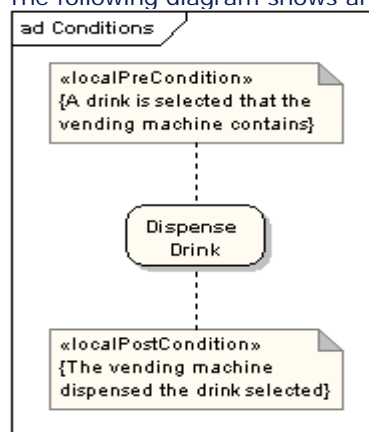 The following diagram shows an
ad Conditions
«localPreCondition»
{A drink is selected that the
vending machine contains}
Dispense
Drink
«localPostCondition»
{The vending machine
dispensed the drink selected}